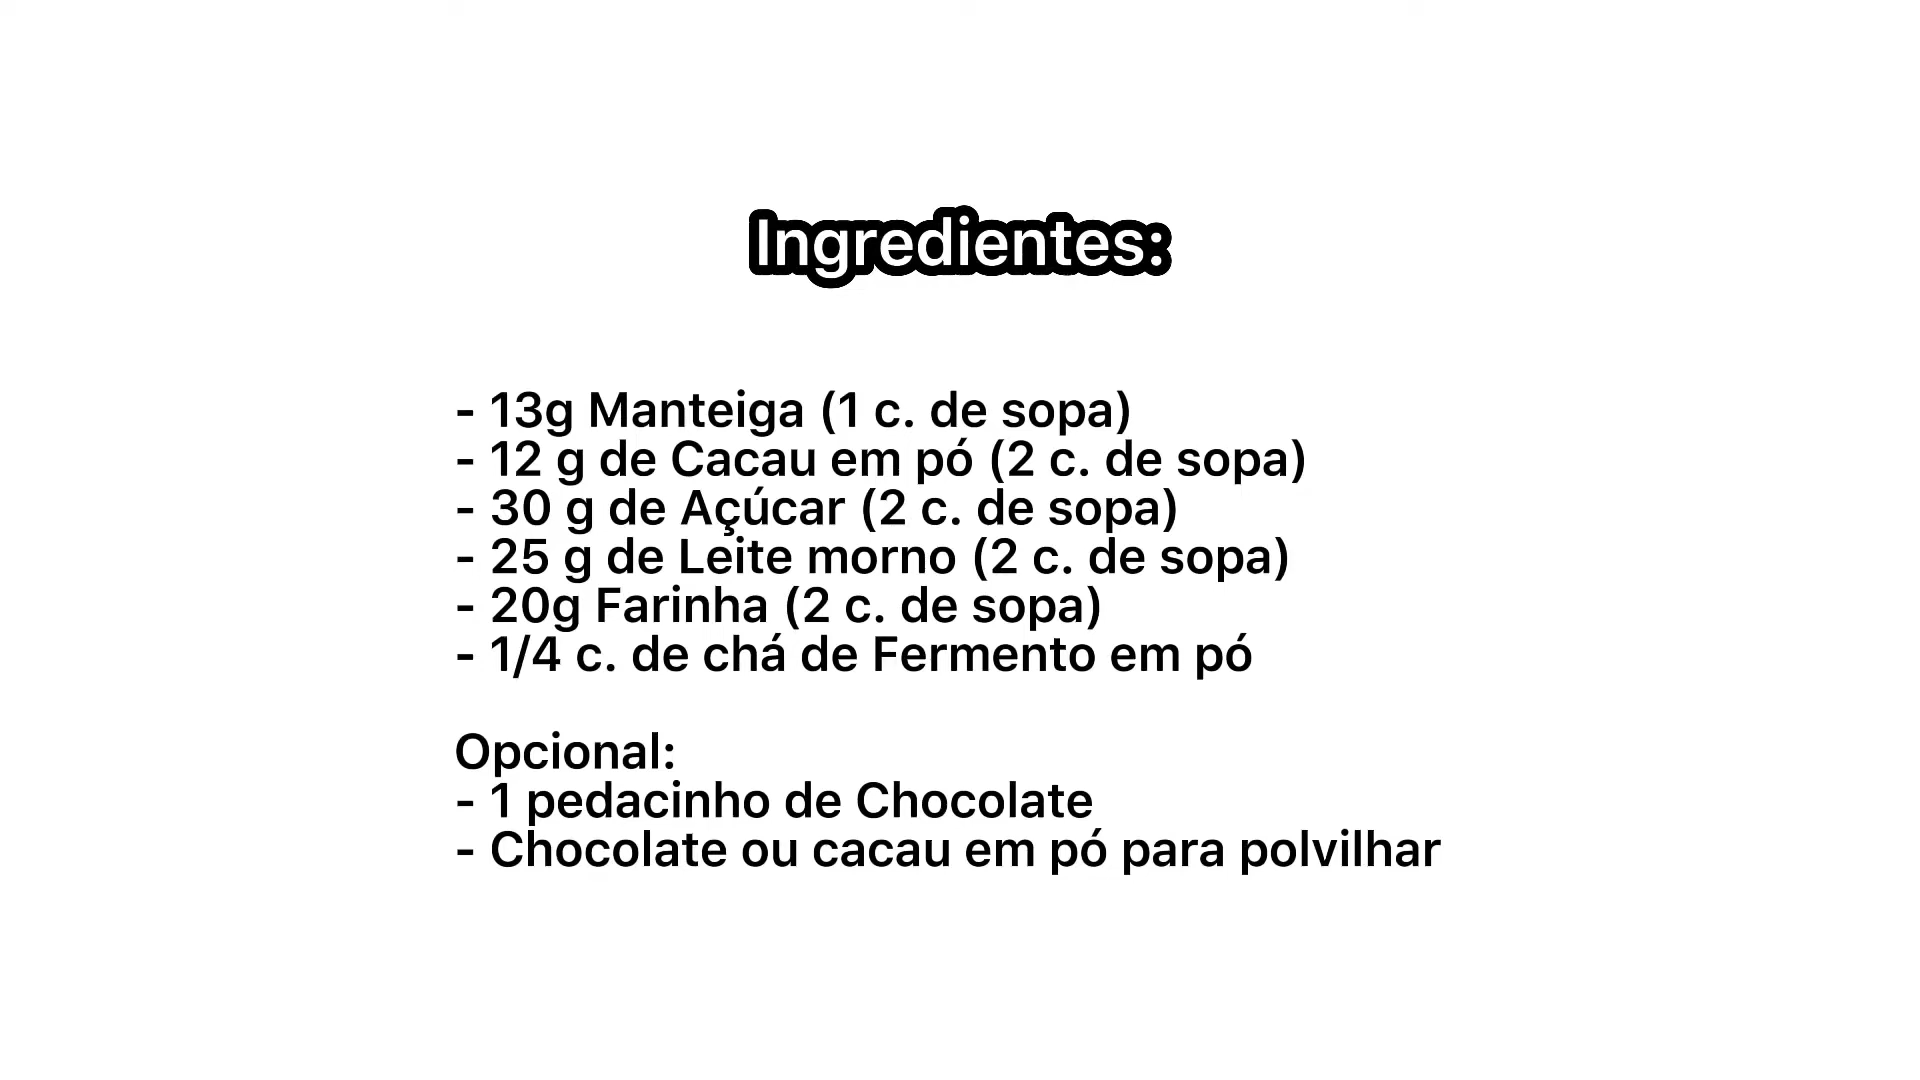 Ingredientes:
- 13g Manteiga (1 c. de sopa)
- 12 g de Cacau em pó (2 c. de sopa)
- 30 g de Açúcar (2 c. de sopa)
- 25 g de Leite morno (2 c. de sopa)
- 20g Farinha (2 c. de sopa)
- 1/4 c. de chá de Fermento em pó
Opcional:
- 1 pedacinho de Chocolate
- Chocolate ou cacau em pó para polvilhar